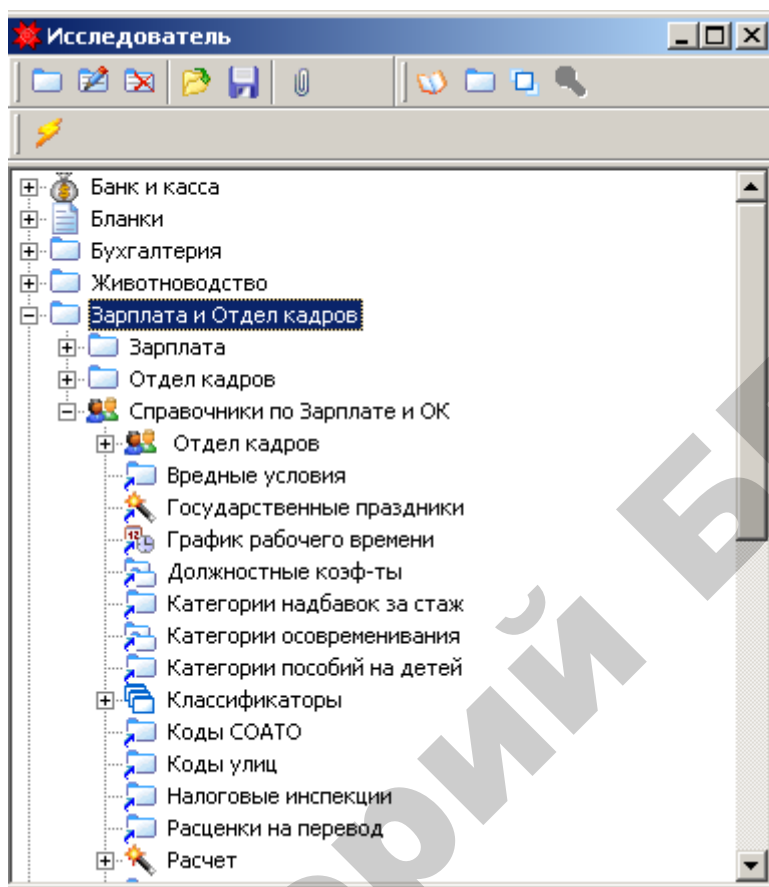 Исследователь
Банк и касса
Бланки
Бухгалтерия
Животноводство
Зарплата и Отдел кадров
Зарплата
Отдел кадров
Справочники по Зарплате и ОК
Отдел кадров
Вредные условия
Государственные праздники
12
График рабочего времени
Должностные коэф-ты
Категории надбавок за стаж
Категории осовременивания
Категории пособий на детей
Классификаторы
Коды СОАТО
Коды улиц
Налоговые инспекции
Расценки на перевод
Расчет
орий Б